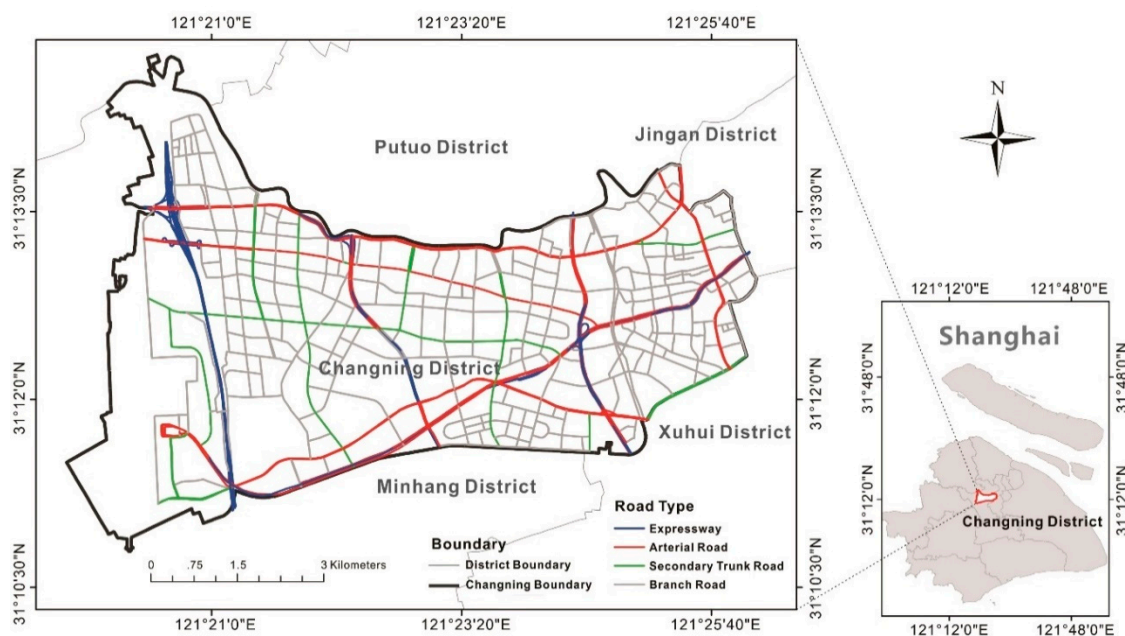 121°21'0"E
121°23'20"E
121°25'40"E
31°13'30"N
31°12'0"N
31°10'30"N
Putuo District
Jingan District
Changning District
Xuhui District
Minhang District
Boundary
District Boundary
Changning Boundary
Road Type
Expressway
Arterial Road
Secondary Trunk Road
Branch Road
0 .75 1.5 3 Kilometers
31°13'30"N
31°12'0"N
31°10'30"N
121°21'0"E
121°23'20"E
121°25'40"E
N
121°12'0"E
121°48'0"E
Shanghai
31°48'0"N
31°12'0"N
Changning District
31°48'0"N
31°12'0"N
121°12'0"E
121°48'0"E